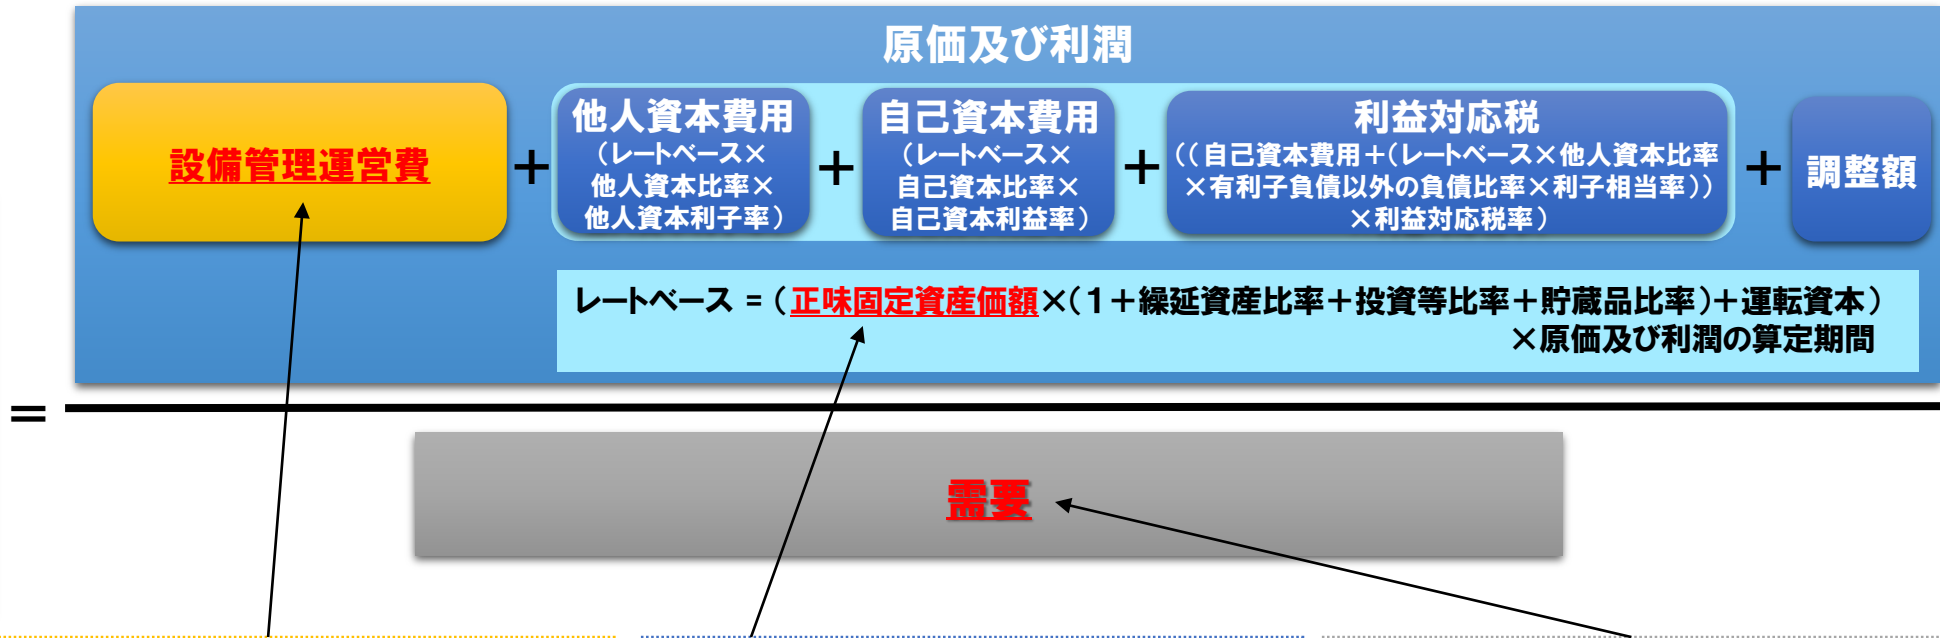 原価及び利潤
設備管理運営費
+
他人資本費用
(レートベース×
他人資本比率×
他人資本利子率)
+
自己資本費用
(レートベース×
自己資本比率×
自己資本利益率)
+
利益対応税
((自己資本費用+(レートベース×他人資本比率
×有利子負債以外の負債比率×利子相当率))
×利益対応税率)
+
調整額
レートベース = (正味固定資産価額×(1+繰延資産比率+投資等比率+貯蔵品比率)+運転資本)
×原価及び利潤の算定期間
=
需要